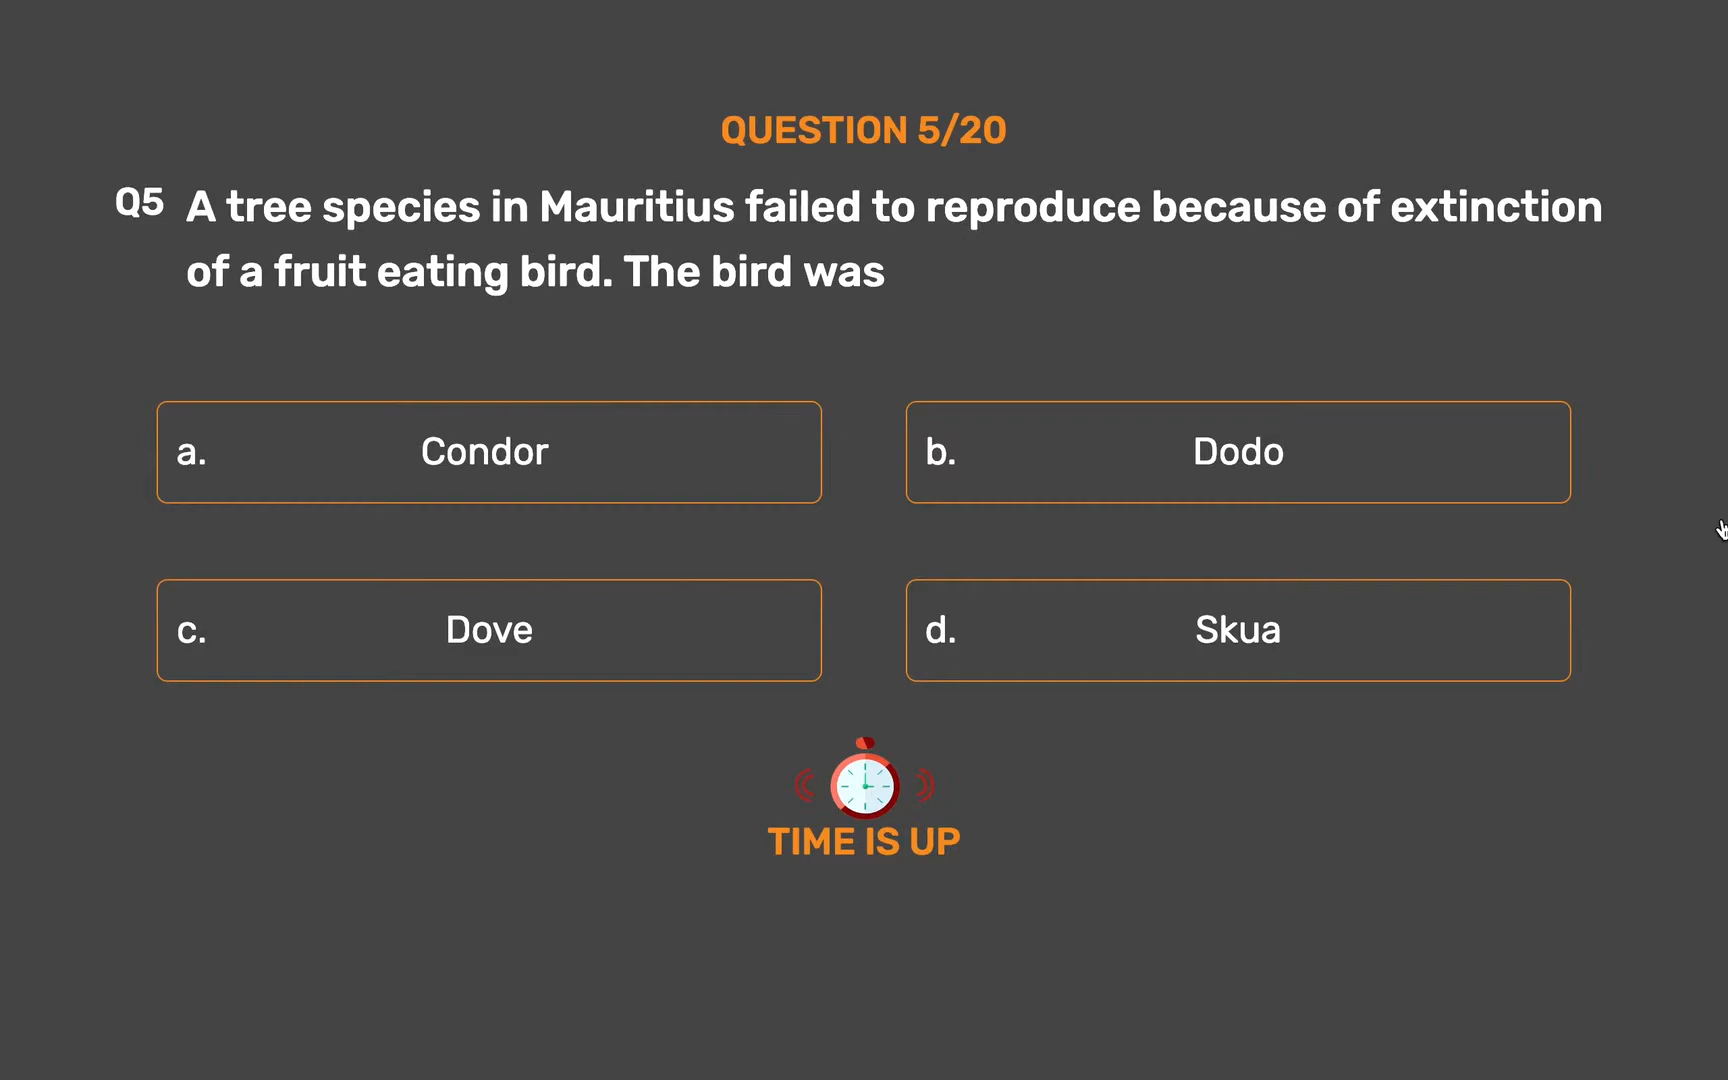 QUESTION 5/20
Q5 A tree species in Mauritius failed to reproduce because of extinction
of a fruit eating bird. The bird was
a. Condor
b. Dodo
c. Dove
d. Skua
TIME IS UP